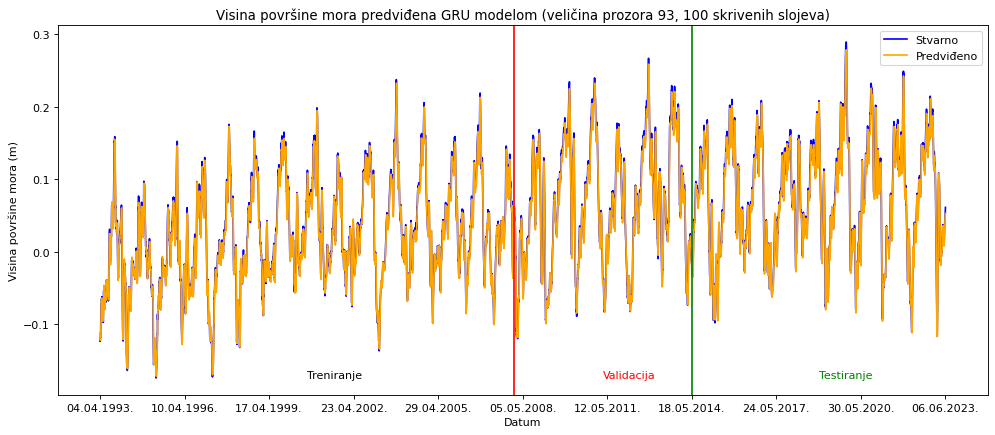 Visina površine mora predviđena GRU modelom (veličina prozora 93, 100 skrivenih slojeva)
Stvarno
Predviđeno
Visina površine mora (m)
0.3
0.2
0.1
0.0
−0.1
Treniranje
Validacija
Testiranje
04.04.1993.
10.04.1996.
17.04.1999.
23.04.2002.
29.04.2005.
05.05.2008.
12.05.2011.
18.05.2014.
24.05.2017.
30.05.2020.
06.06.2023.
Datum